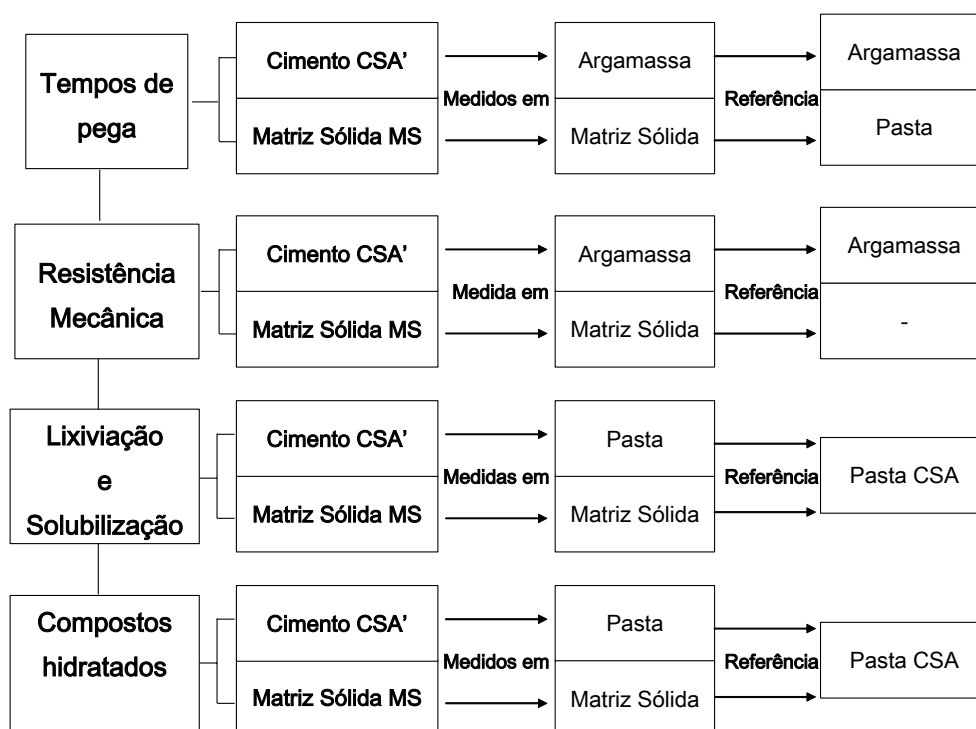 Tempos de
pega
Cimento CSA'
Matriz Sólida MS
Medidos em
Argamassa
Matriz Sólida
Referência
Argamassa
Pasta
Resistência
Mecânica
Cimento CSA'
Matriz Sólida MS
Medida em
Argamassa
Matriz Sólida
Referência
Argamassa
-
Lixiviação
e
Solubilização
Cimento CSA'
Matriz Sólida MS
Medidas em
Pasta
Matriz Sólida
Referência
Pasta CSA
Compostos
hidratados
Cimento CSA'
Matriz Sólida MS
Medidos em
Pasta
Matriz Sólida
Referência
Pasta CSA